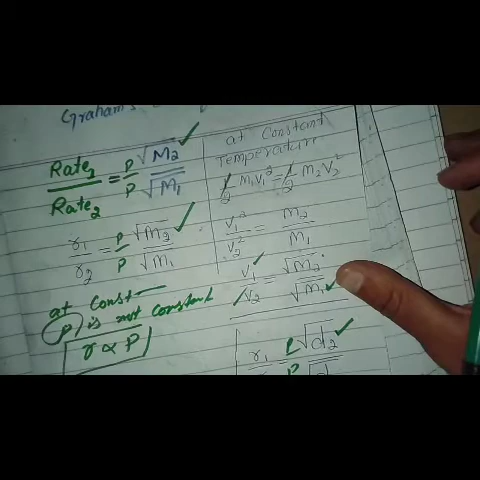 Graham's
Rate₁/Rate₂ = P/P √M₂/√M₁
r₁/r₂ = P/P √M₂/√M₁
at Const
P is not constant
r ∝ P
at Constant
Temperature
1/2 M₁V₁² = 1/2 M₂V₂²
V₁²/V₂² = M₂/M₁
V₁/V₂ = √M₂/√M₁
r₁/r = P/P √d₂/√d